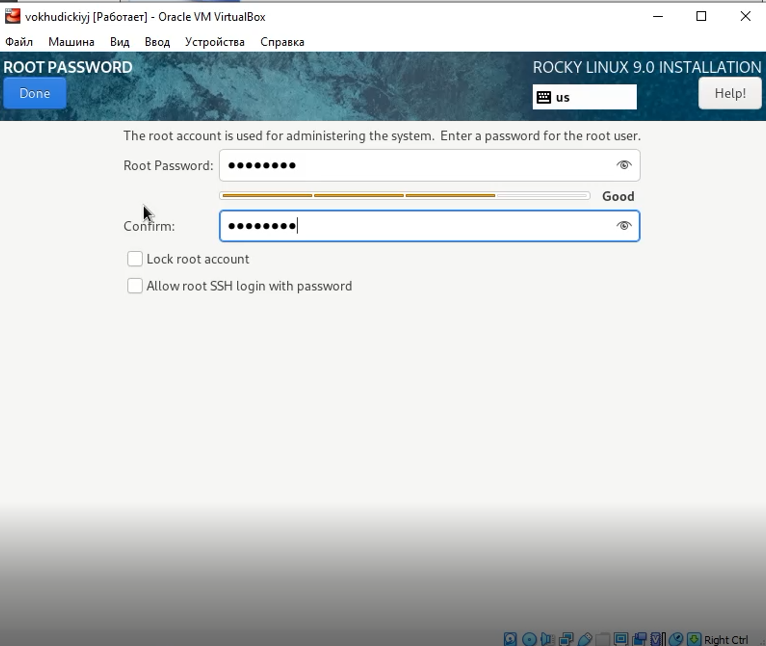 vokhudickiyj [Работает] - Oracle VM VirtualBox
Файл Машина Вид Ввод Устройства Справка
ROOT PASSWORD
ROCKY LINUX 9.0 INSTALLATION
Done
us
Help!
The root account is used for administering the system. Enter a password for the root user.
Root Password: ●●●●●●●●
Good
Confirm: ●●●●●●●●
Lock root account
Allow root SSH login with password
Right Ctrl